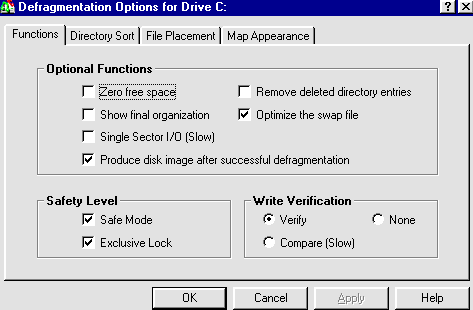 Defragmentation Options for Drive C:
Functions Directory Sort File Placement Map Appearance
Optional Functions
Zero free space Remove deleted directory entries
Show final organization Optimize the swap file
Single Sector I/O (Slow)
Produce disk image after successful defragmentation
Safety Level Write Verification
Safe Mode Verify None
Exclusive Lock Compare (Slow)
OK Cancel Apply Help